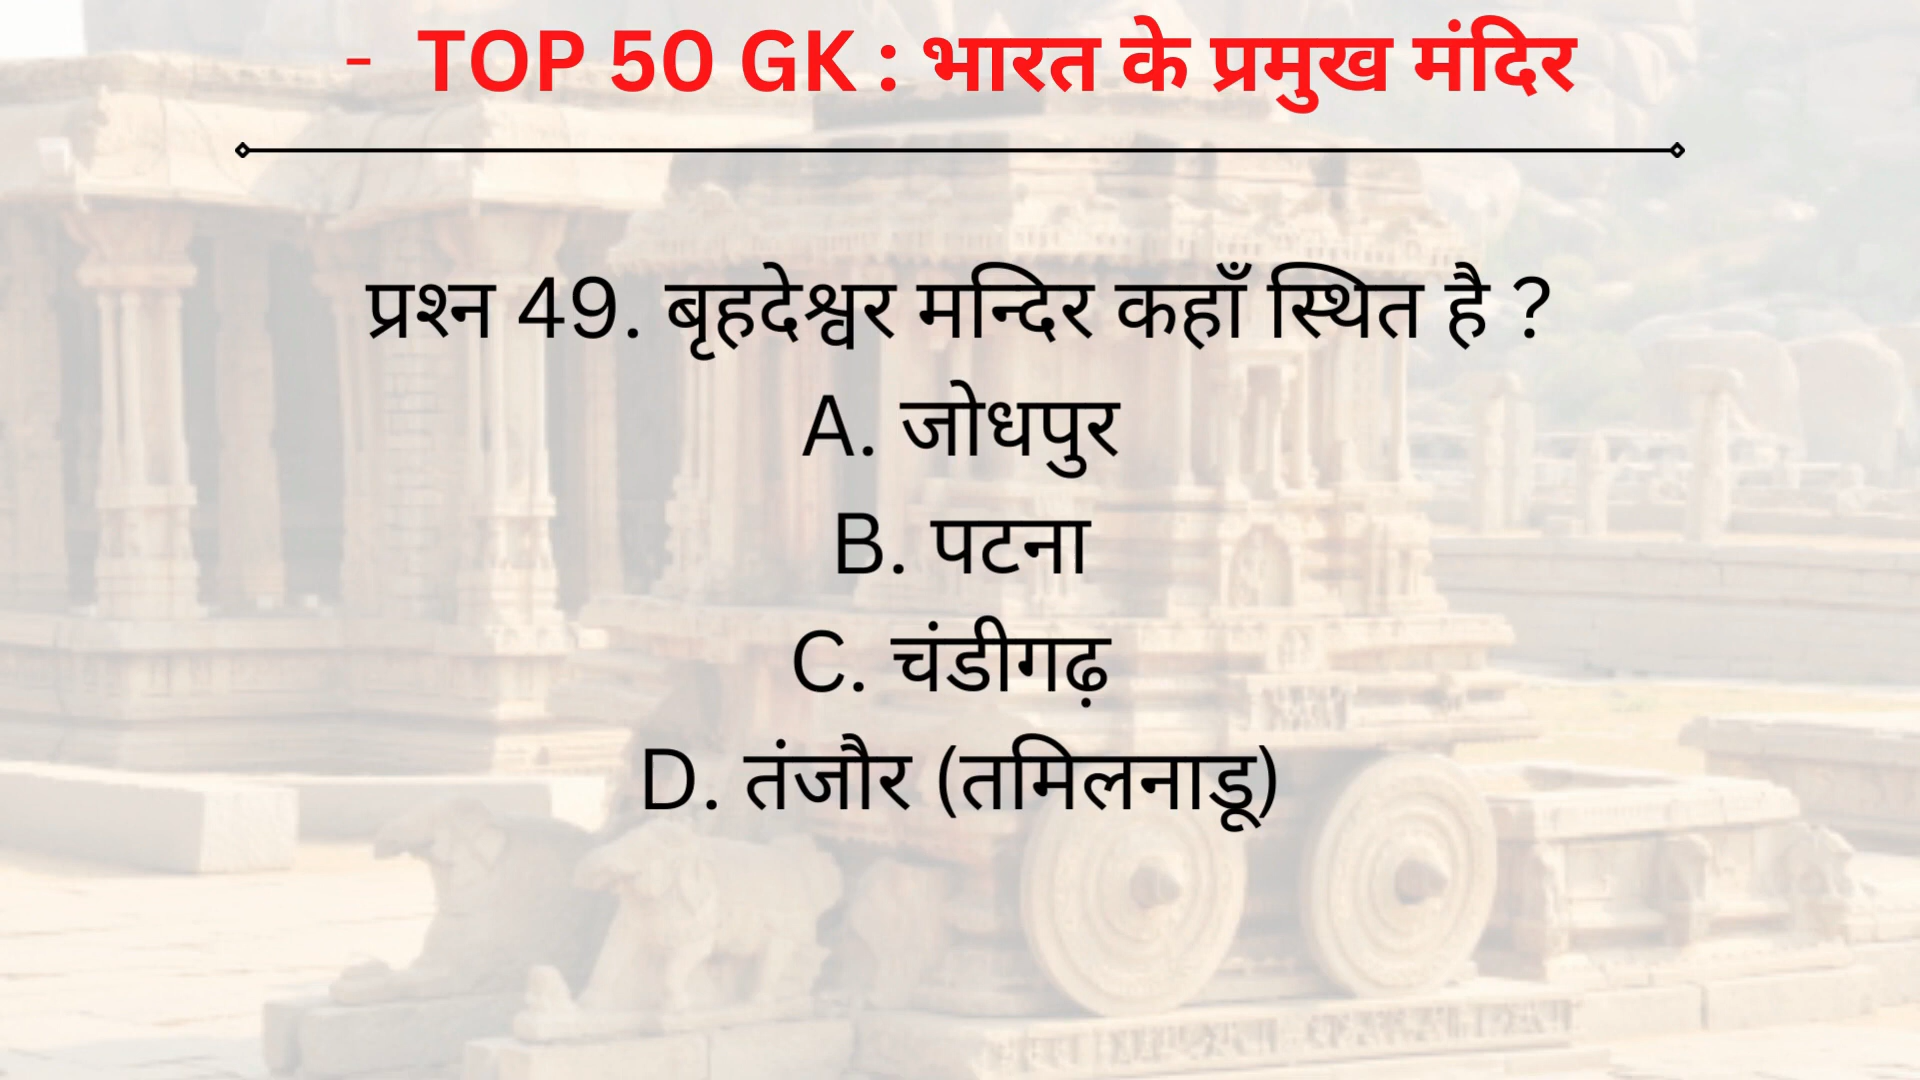 - TOP 50 GK : भारत के प्रमुख मंदिर
प्रश्न 49. बृहदेश्वर मन्दिर कहाँ स्थित है ?
A. जोधपुर
B. पटना
C. चंडीगढ़
D. तंजौर (तमिलनाडू)